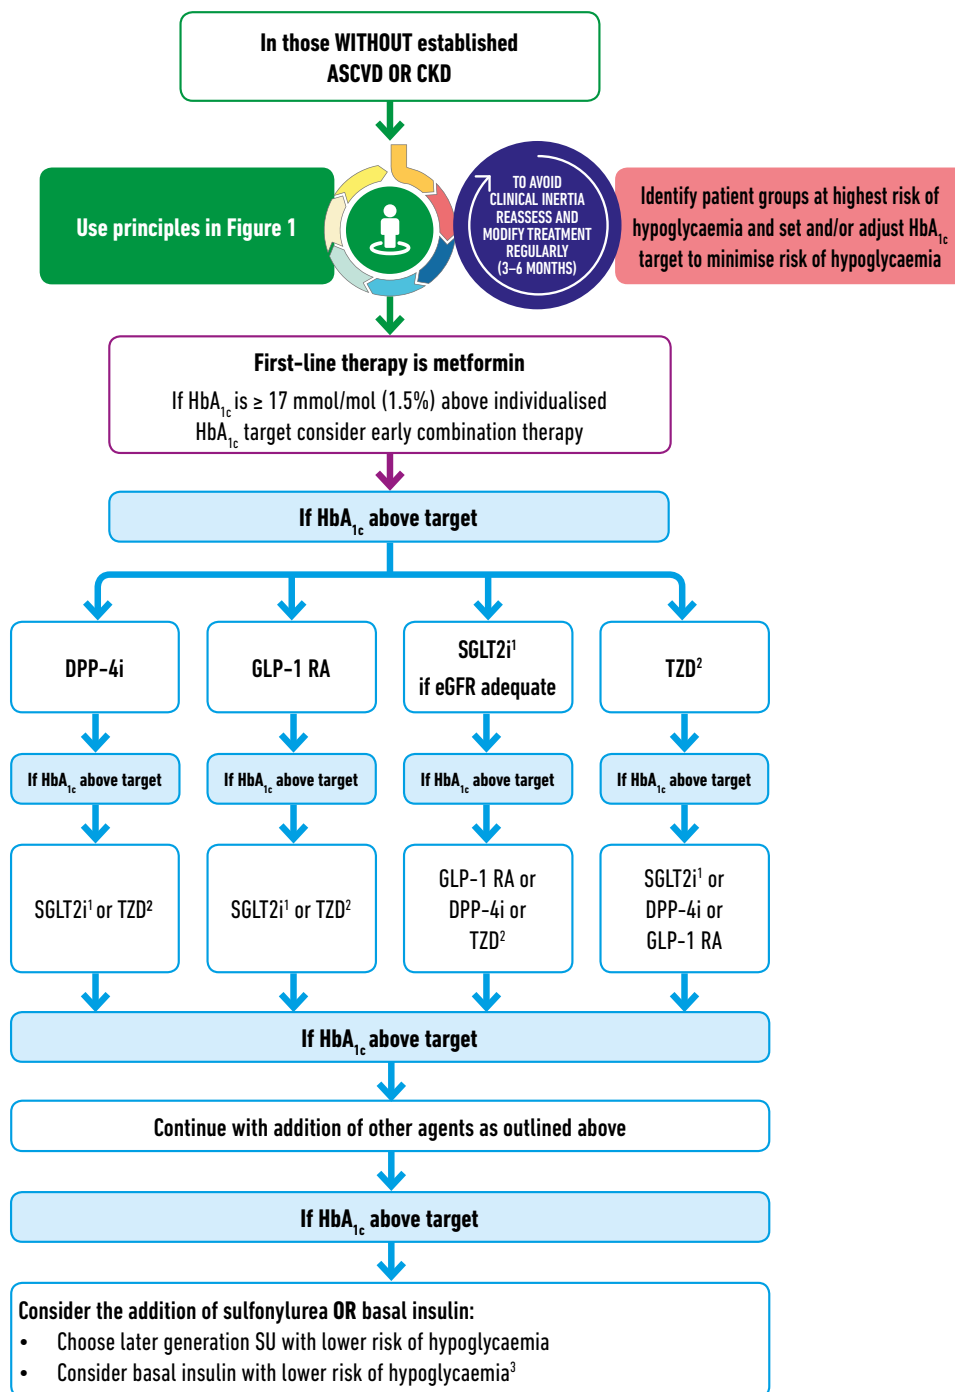 In those WITHOUT established
ASCVD OR CKD
Use principles in Figure 1
TO AVOID
CLINICAL INERTIA
REASSESS AND
MODIFY TREATMENT
REGULARLY
(3–6 MONTHS)
Identify patient groups at highest risk of
hypoglycaemia and set and/or adjust HbA1c
target to minimise risk of hypoglycaemia
First-line therapy is metformin
If HbA1c is ≥ 17 mmol/mol (1.5%) above individualised
HbA1c target consider early combination therapy
If HbA1c above target
DPP-4i
GLP-1 RA
SGLT2i¹
if eGFR adequate
TZD²
If HbA1c above target
If HbA1c above target
If HbA1c above target
If HbA1c above target
SGLT2i¹ or TZD²
SGLT2i¹ or TZD²
GLP-1 RA or
DPP-4i or
TZD²
SGLT2i¹ or
DPP-4i or
GLP-1 RA
If HbA1c above target
Continue with addition of other agents as outlined above
If HbA1c above target
Consider the addition of sulfonylurea OR basal insulin:
• Choose later generation SU with lower risk of hypoglycaemia
• Consider basal insulin with lower risk of hypoglycaemia³